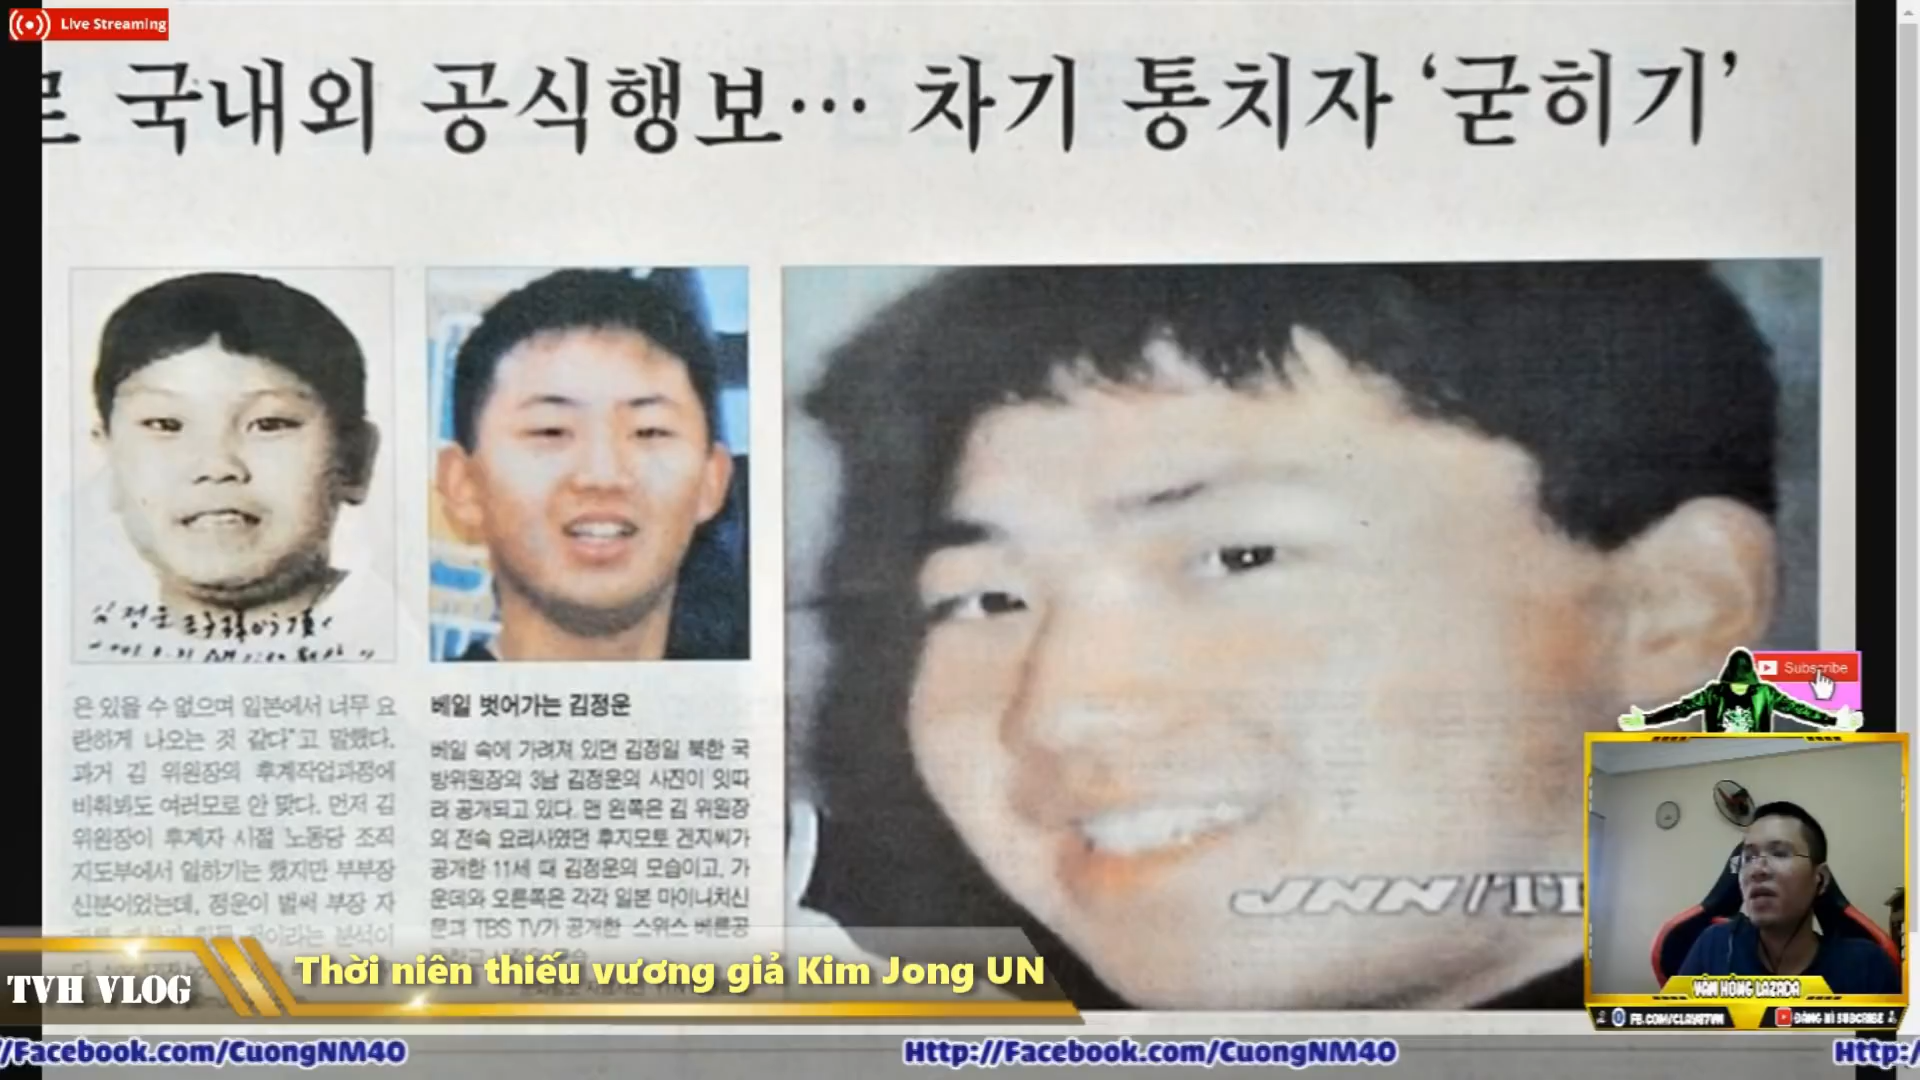 Live Streaming
로 국내외 공식행보… 차기 통치자 ‘굳히기’
은 있을 수 없으며 일본에서 너무 요
란하게 나오는 것 같다"고 말했다.
과거 김 위원장의 후계작업과정에
비춰봐도 여러모로 안 맞다. 먼저 김
위원장이 후계자 시절 노동당 조직
지도부에서 일하기는 했지만 부부장
신분이었는데, 정운이 벌써 부장 자
베일 벗어가는 김정운
베일 속에 가려져 있던 김정일 북한 국
방위원장의 3남 김정운의 사진이 잇따
라 공개되고 있다. 맨 왼쪽은 김 위원장
의 전속 요리사였던 후지모토 겐지씨가
공개한 11세 때 김정운의 모습이고, 가
운데와 오른쪽은 각각 일본 마이니치신
문과 TBS TV가 공개한 스위스 베른공
JNN/T
Subscribe
TVH VLOG
Thời niên thiếu vương giả Kim Jong UN
VÂN HỒNG LAZADA
FB.COM/CLAY87VN
ĐĂNG KÍ SUBCRIBE
//Facebook.com/CuongNM40
Http://Facebook.com/CuongNM40
Http:/